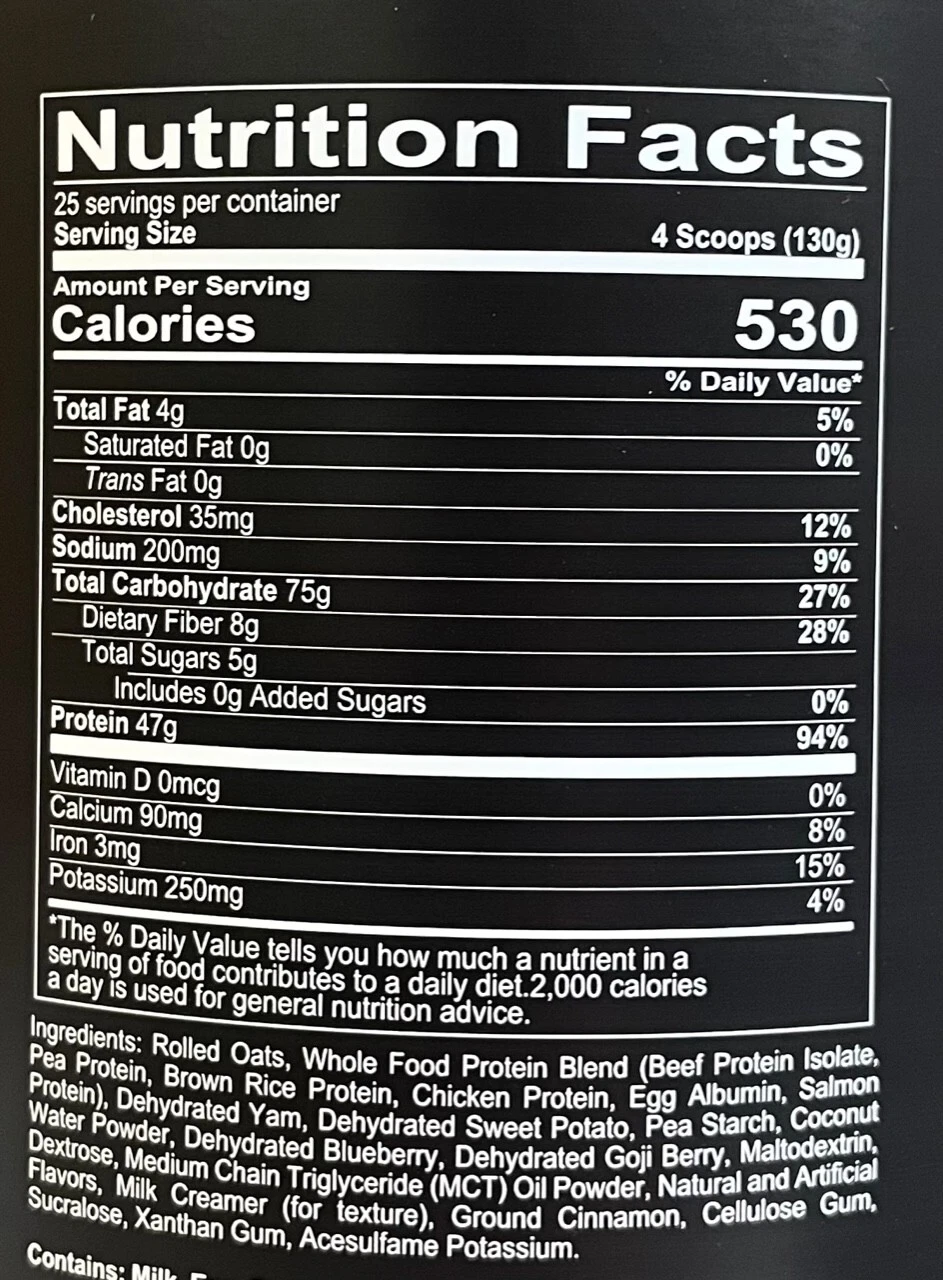 Nutrition Facts
25 servings per container
Serving Size 4 Scoops (130g)
Amount Per Serving
Calories 530
% Daily Value*
Total Fat 4g 5%
Saturated Fat 0g 0%
Trans Fat 0g
Cholesterol 35mg 12%
Sodium 200mg 9%
Total Carbohydrate 75g 27%
Dietary Fiber 8g 28%
Total Sugars 5g
Includes 0g Added Sugars 0%
Protein 47g 94%
Vitamin D 0mcg 0%
Calcium 90mg 8%
Iron 3mg 15%
Potassium 250mg 4%
*The % Daily Value tells you how much a nutrient in a
serving of food contributes to a daily diet.2,000 calories
a day is used for general nutrition advice.
Ingredients: Rolled Oats, Whole Food Protein Blend (Beef Protein Isolate,
Pea Protein, Brown Rice Protein, Chicken Protein, Egg Albumin, Salmon
Protein), Dehydrated Yam, Dehydrated Sweet Potato, Pea Starch, Coconut
Water Powder, Dehydrated Blueberry, Dehydrated Goji Berry, Maltodextrin,
Dextrose, Medium Chain Triglyceride (MCT) Oil Powder, Natural and Artificial
Flavors, Milk Creamer (for texture), Ground Cinnamon, Cellulose Gum,
Sucralose, Xanthan Gum, Acesulfame Potassium.
Contains: Milk